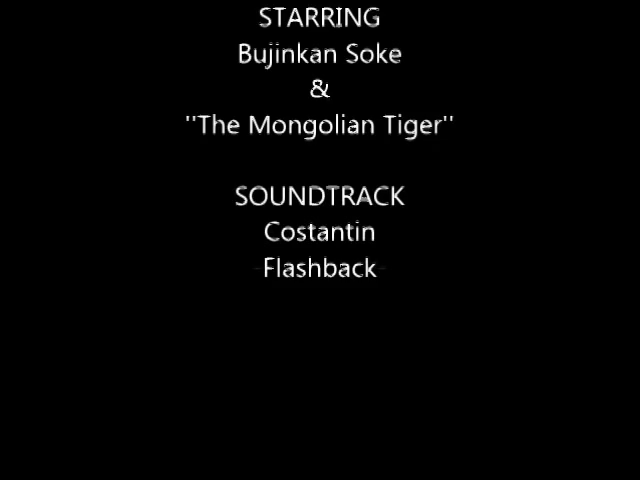 STARRING
Bujinkan Soke
&
''The Mongolian Tiger''
SOUNDTRACK
Costantin
Flashback